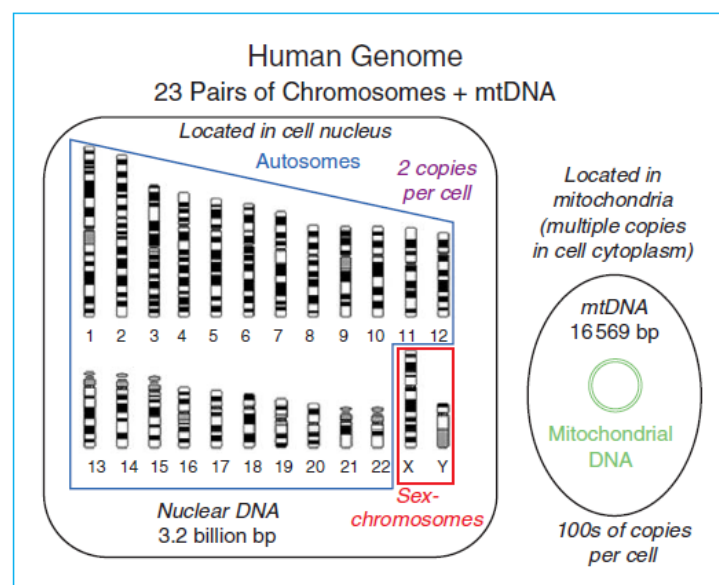 Human Genome
23 Pairs of Chromosomes + mtDNA
Located in cell nucleus
Autosomes
2 copies
per cell
1 2 3 4 5 6 7 8 9 10 11 12
13 14 15 16 17 18 19 20 21 22 X Y
Nuclear DNA
3.2 billion bp
Sex-
chromosomes
Located in
mitochondria
(multiple copies
in cell cytoplasm)
mtDNA
16 569 bp
Mitochondrial
DNA
100s of copies
per cell